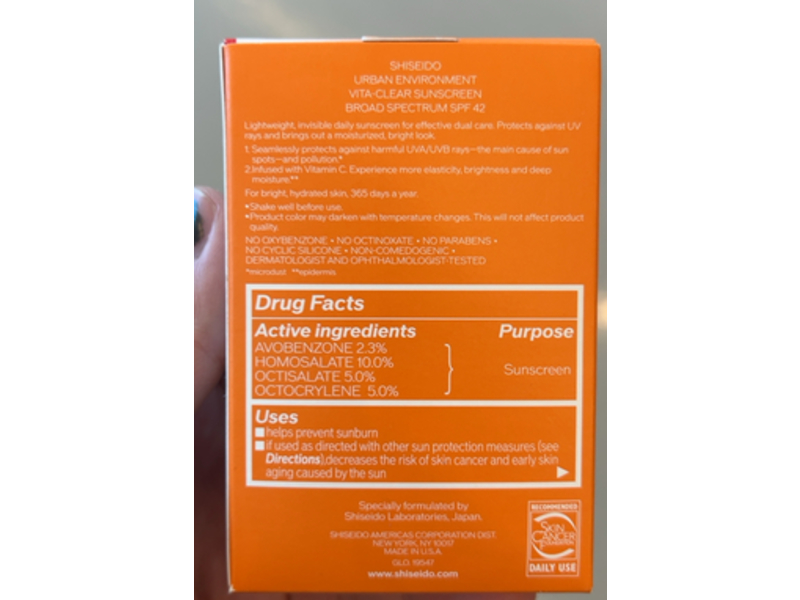 SHISEIDO
URBAN ENVIRONMENT
VITA-CLEAR SUNSCREEN
BROAD SPECTRUM SPF 42
Lightweight, invisible daily sunscreen for effective dual care. Protects against UV
rays and brings out a moisturized, bright look.
1. Seamlessly protects against harmful UVA/UVB rays—the main cause of sun
spots—and pollution.*
2.Infused with Vitamin C. Experience more elasticity, brightness and deep
moisture.**
For bright, hydrated skin, 365 days a year.
•Shake well before use.
•Product color may darken with temperature changes. This will not affect product
quality.
NO OXYBENZONE • NO OCTINOXATE • NO PARABENS •
NO CYCLIC SILICONE • NON-COMEDOGENIC •
DERMATOLOGIST AND OPHTHALMOLOGIST-TESTED
*microdust **epidermis
Drug Facts
Active ingredients Purpose
AVOBENZONE 2.3%
HOMOSALATE 10.0%
OCTISALATE 5.0%
OCTOCRYLENE 5.0%
Sunscreen
Uses
■helps prevent sunburn
■if used as directed with other sun protection measures (see
Directions),decreases the risk of skin cancer and early skin
aging caused by the sun
Specially formulated by
Shiseido Laboratories, Japan.
SHISEIDO AMERICAS CORPORATION DIST.
NEW YORK, NY 10017
MADE IN U.S.A.
GLO. 19547
www.shiseido.com
RECOMMENDED
SKIN
CANCER
FOUNDATION
DAILY USE